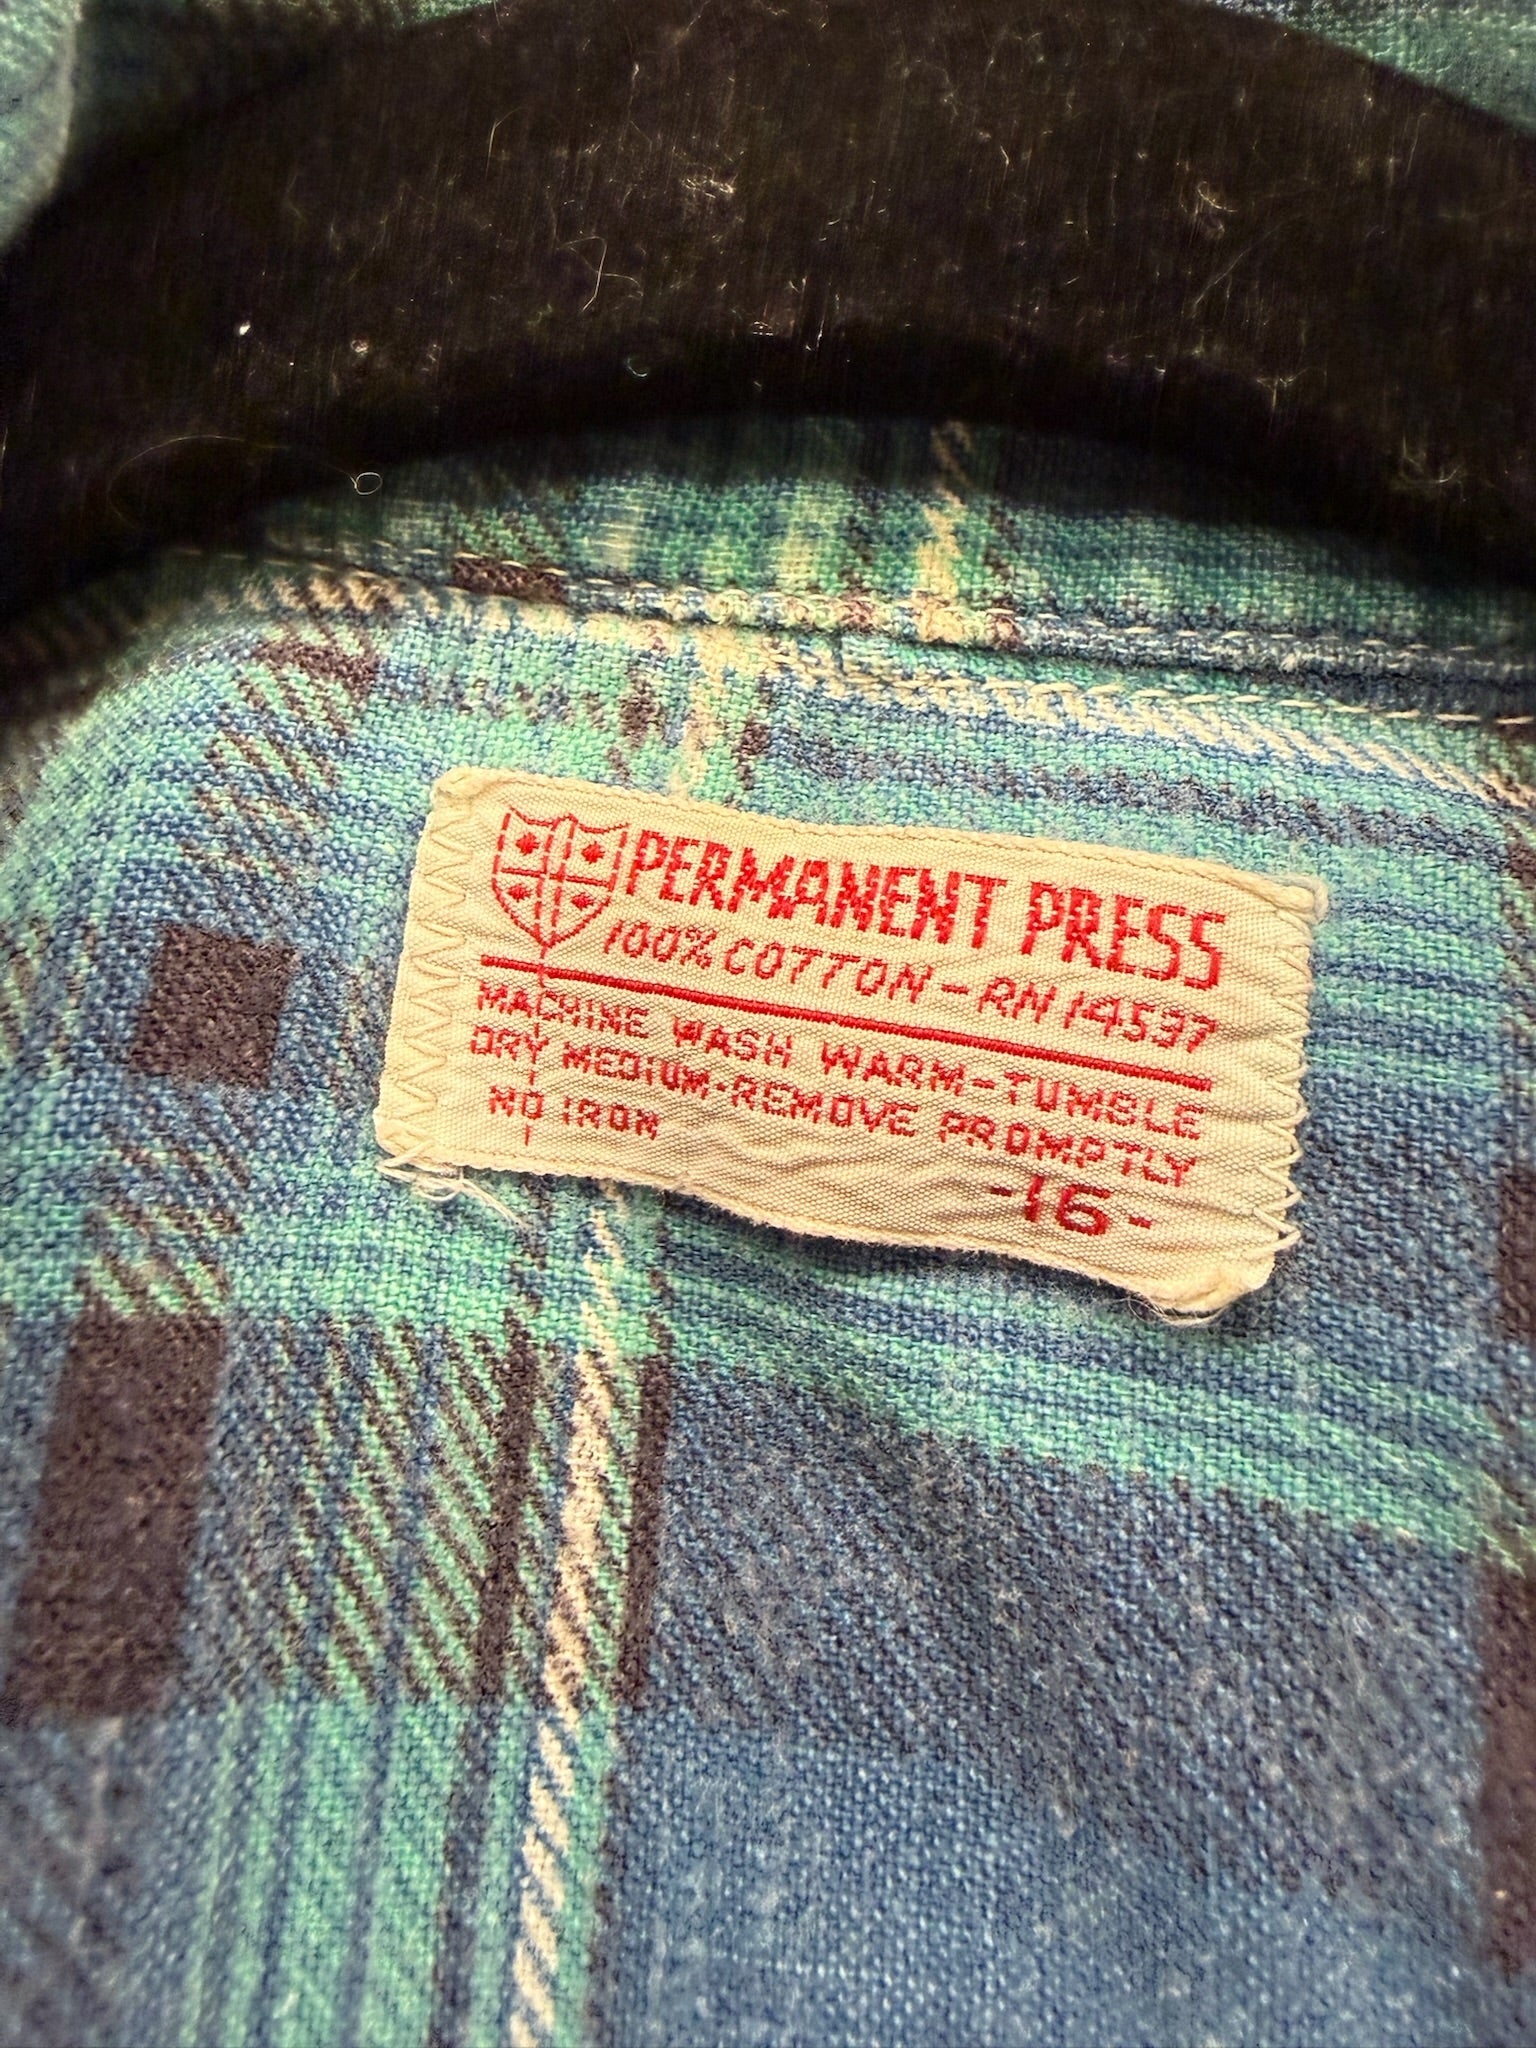 PERMANENT PRESS
100% COTTON - RN 14537
MACHINE WASH WARM-TUMBLE
DRY MEDIUM-REMOVE PROMPTLY
NO IRON
-16-